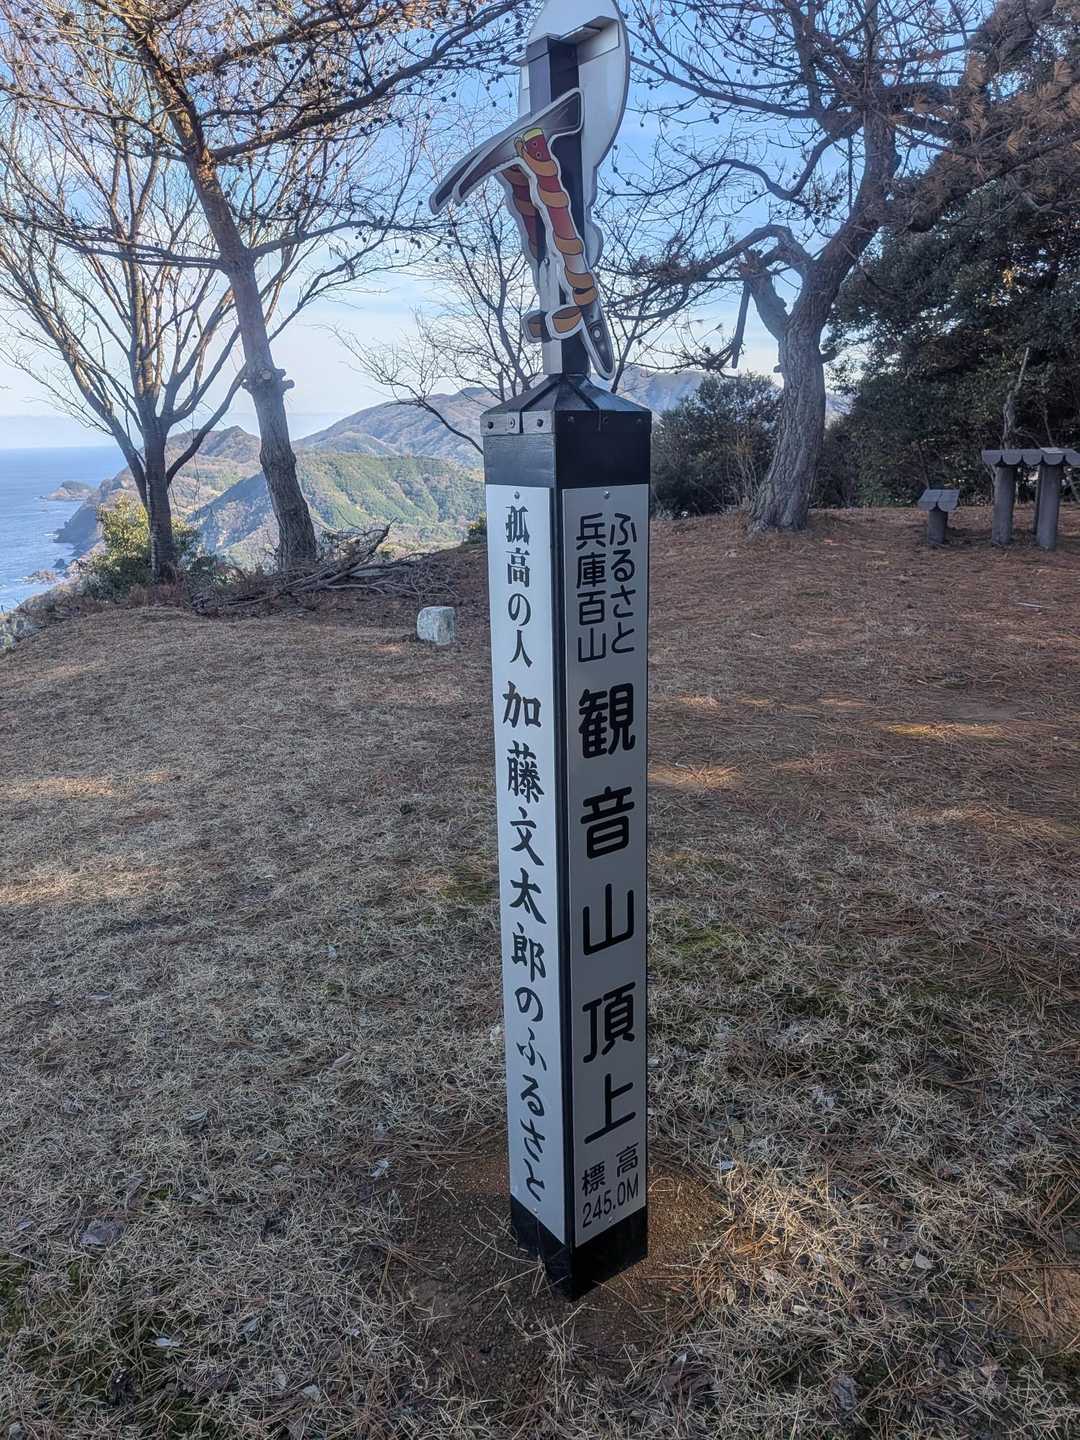 孤高の人 加藤文太郎のふるさと
ふるさと
兵庫百山
観音山頂上
標高
245.0M